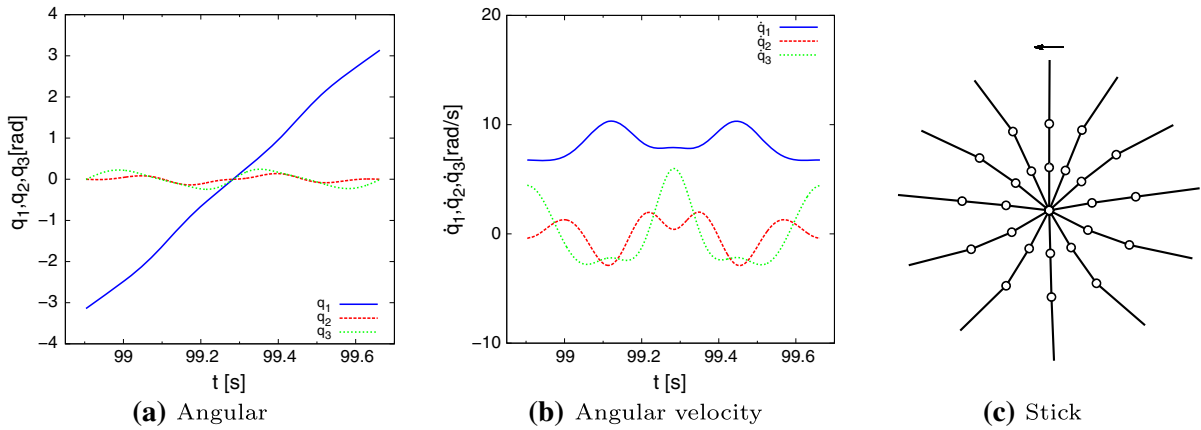 4
3
2
1
0
−1
−2
−3
−4
q1,q2,q3[rad]
q1
q2
q3
99 99.2 99.4 99.6
t [s]
(a) Angular
20
10
0
−10
q̇1,q̇2,q̇3[rad/s]
q̇1
q̇2
q̇3
99 99.2 99.4 99.6
t [s]
(b) Angular velocity
(c) Stick